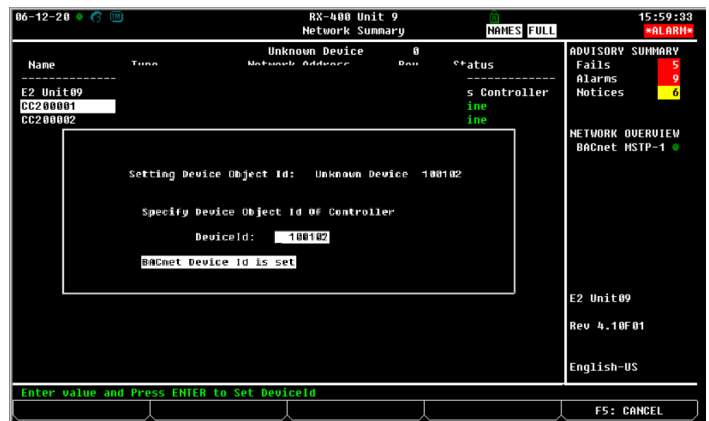 06-12-20 RX-400 Unit 9 15:59:33
Network Summary NAMES FULL *ALARM*
Unknown Device 0
Name Type Network Address Rev Status
-------------- -------------
E2 Unit09 s Controller
CC200001 ine
CC200002 ine
Setting Device Object Id: Unknown Device 100102
Specify Device Object Id Of Controller
DeviceId: 100102
BACnet Device Id is set
ADVISORY SUMMARY
Fails 5
Alarms 9
Notices 6
NETWORK OVERVIEW
BACnet MSTP-1
E2 Unit09
Rev 4.10F01
English-US
Enter value and Press ENTER to Set DeviceId
F5: CANCEL